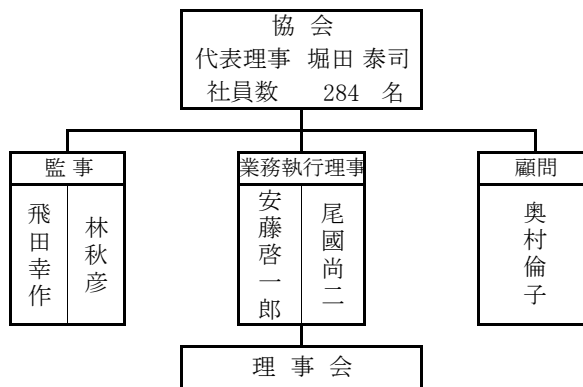 協 会
代表理事 堀田 泰司
社員数 284 名
監 事
飛田幸作
林秋彦
業務執行理事
安藤啓一郎
尾國尚二
顧問
奥村倫子
理 事 会